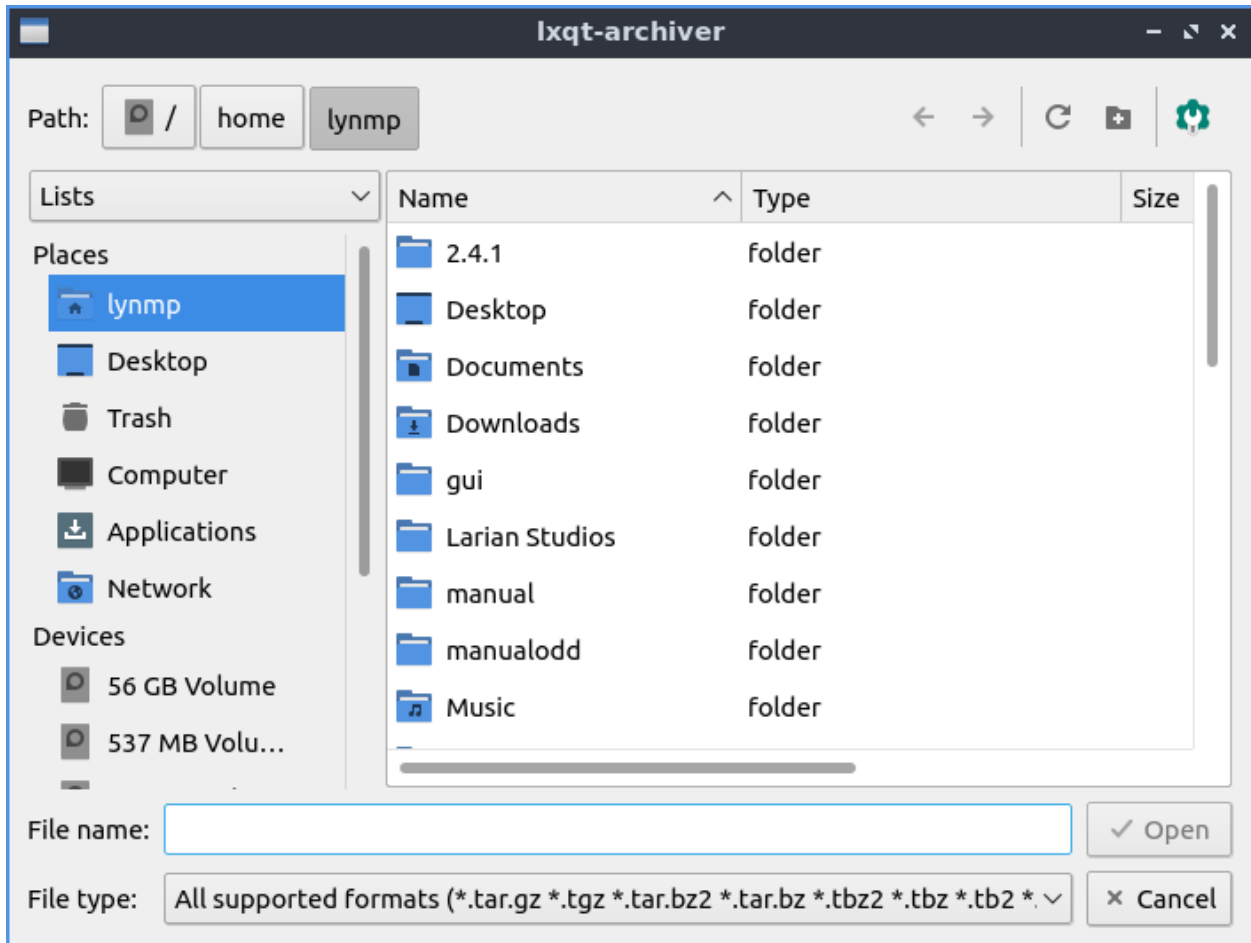 lxqt-archiver
Path: / home lynmp
Lists
Places
lynmp
Desktop
Trash
Computer
Applications
Network
Devices
56 GB Volume
537 MB Volu...
Name Type Size
2.4.1 folder
Desktop folder
Documents folder
Downloads folder
gui folder
Larian Studios folder
manual folder
manualodd folder
Music folder
File name: Open
File type: All supported formats (*.tar.gz *.tgz *.tar.bz2 *.tar.bz *.tbz2 *.tbz *.tb2 *. Cancel